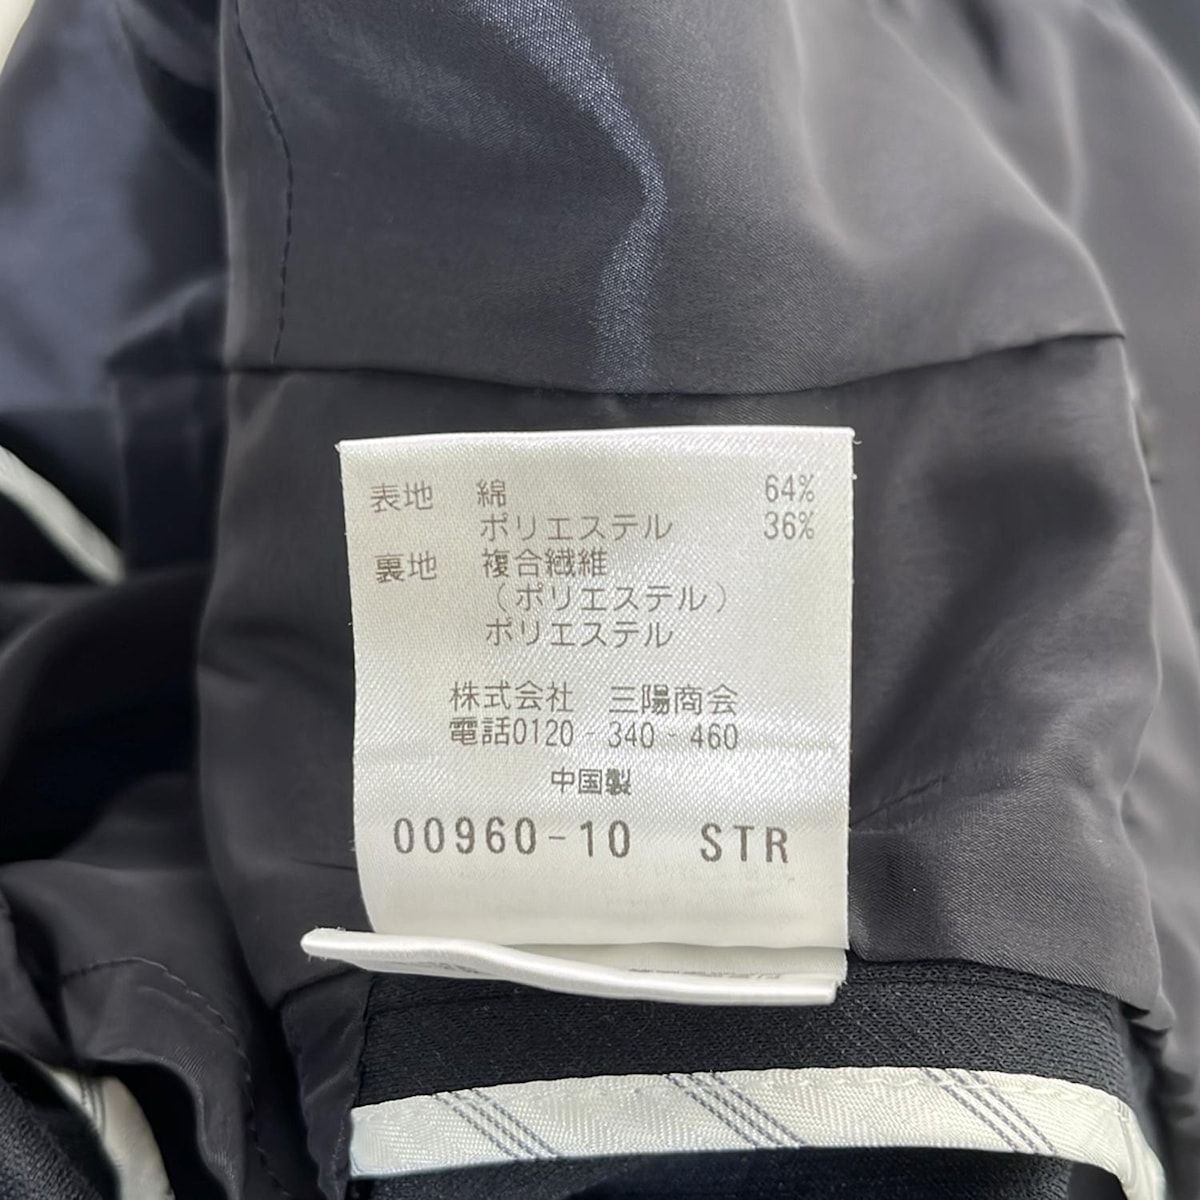 表地 綿 64%
ポリエステル 36%
裏地 複合繊維
（ポリエステル）
ポリエステル
株式会社 三陽商会
電話0120-340-460
中国製
00960-10 STR